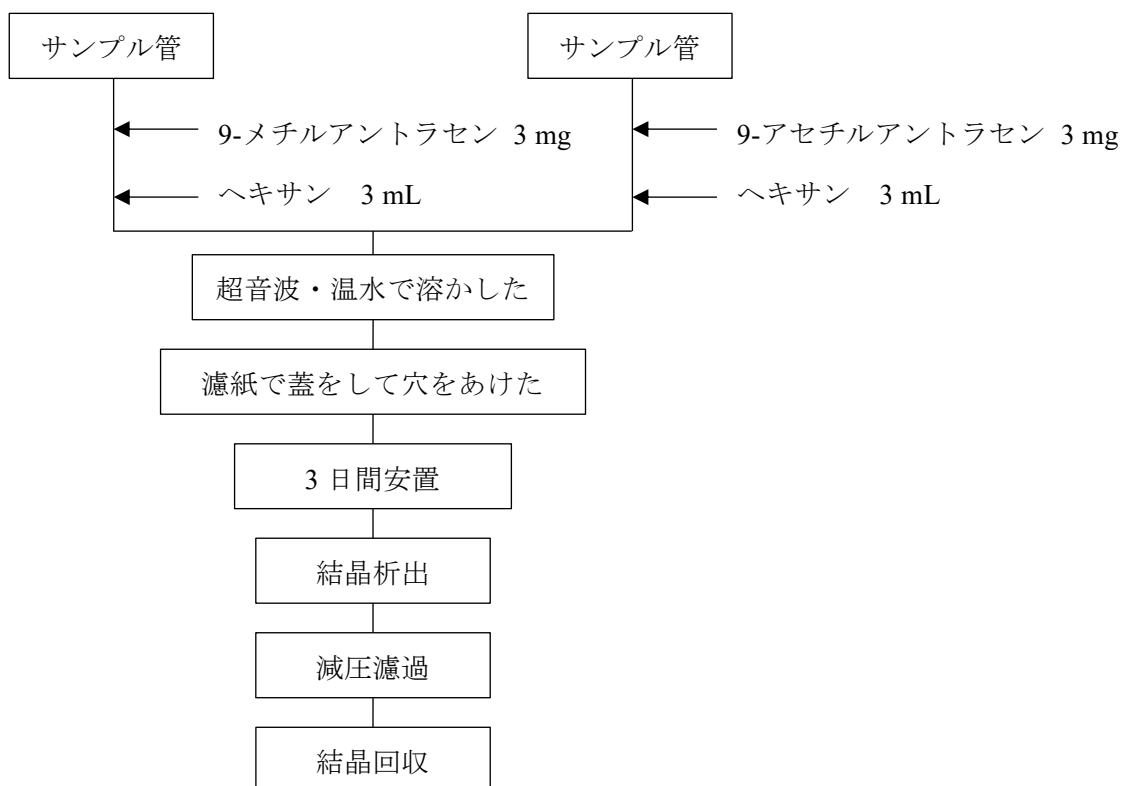 サンプル管
サンプル管
9-メチルアントラセン 3 mg
9-アセチルアントラセン 3 mg
ヘキサン 3 mL
ヘキサン 3 mL
超音波・温水で溶かした
濾紙で蓋をして穴をあけた
3 日間安置
結晶析出
減圧濾過
結晶回収